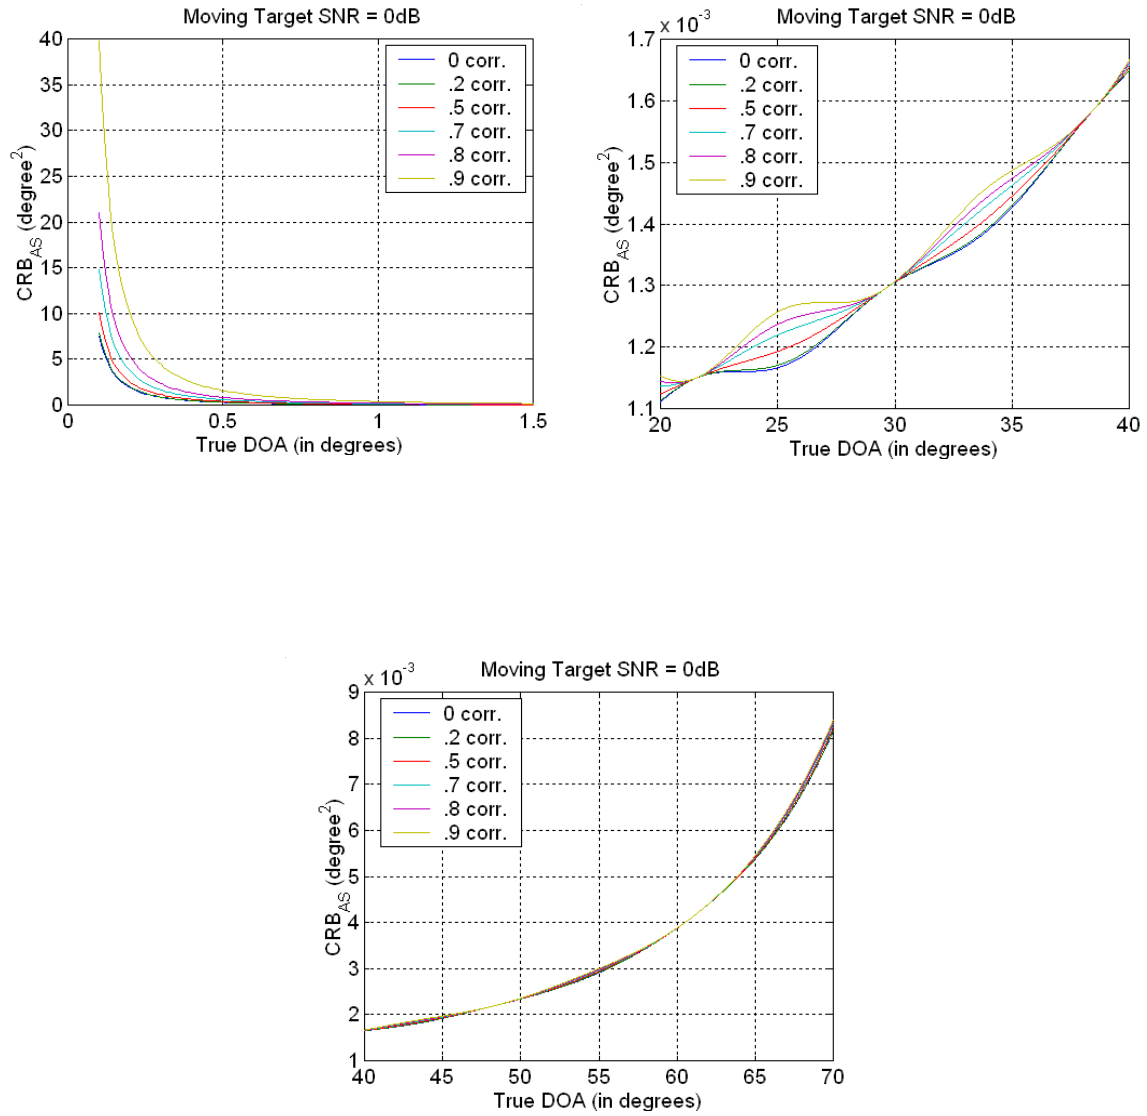 Moving Target SNR = 0dB
40
35
30
25
20
15
10
5
0
0
0.5
1
1.5
CRB_AS (degree^2)
True DOA (in degrees)
0 corr.
.2 corr.
.5 corr.
.7 corr.
.8 corr.
.9 corr.
x 10^-3
Moving Target SNR = 0dB
1.7
1.6
1.5
1.4
1.3
1.2
1.1
20
25
30
35
40
CRB_AS (degree^2)
True DOA (in degrees)
0 corr.
.2 corr.
.5 corr.
.7 corr.
.8 corr.
.9 corr.
x 10^-3
Moving Target SNR = 0dB
9
8
7
6
5
4
3
2
1
40
45
50
55
60
65
70
CRB_AS (degree^2)
True DOA (in degrees)
0 corr.
.2 corr.
.5 corr.
.7 corr.
.8 corr.
.9 corr.